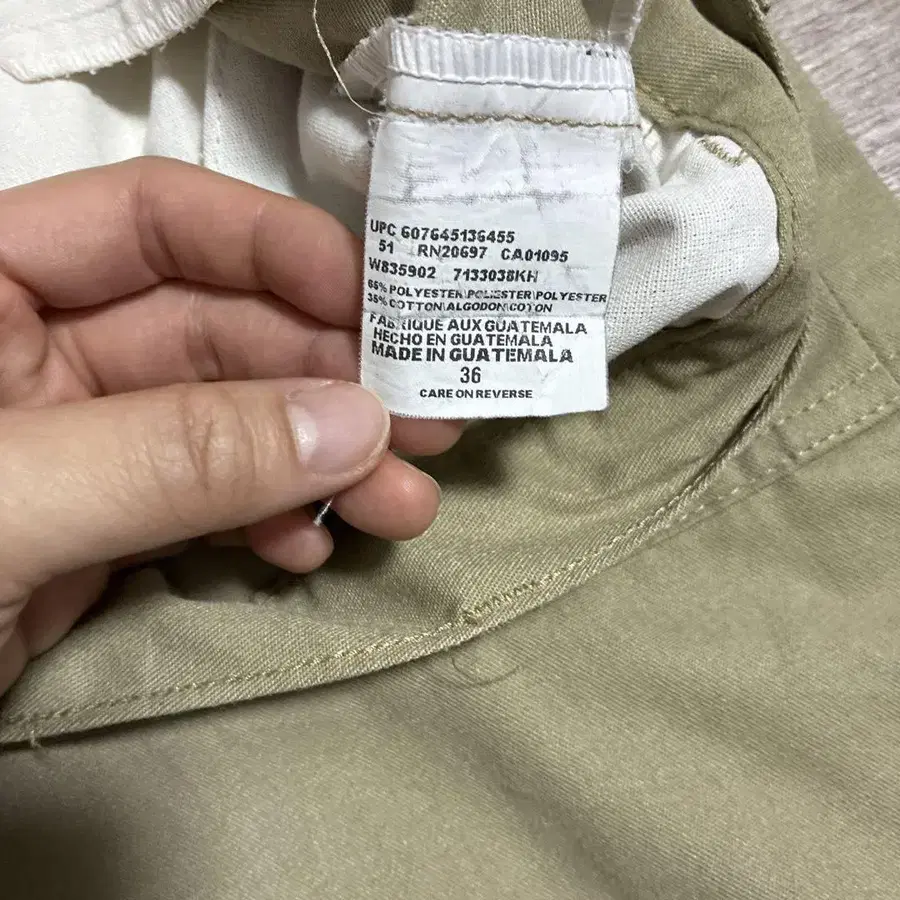 UPC 607645136455
51 RN20697 CA01095
W835902 7133038KH
65% POLYESTER\POLIESTER\POLYESTER
35% COTTON\ALGODON\COTON
FABRIQUE AUX GUATEMALA
HECHO EN GUATEMALA
MADE IN GUATEMALA
36
CARE ON REVERSE